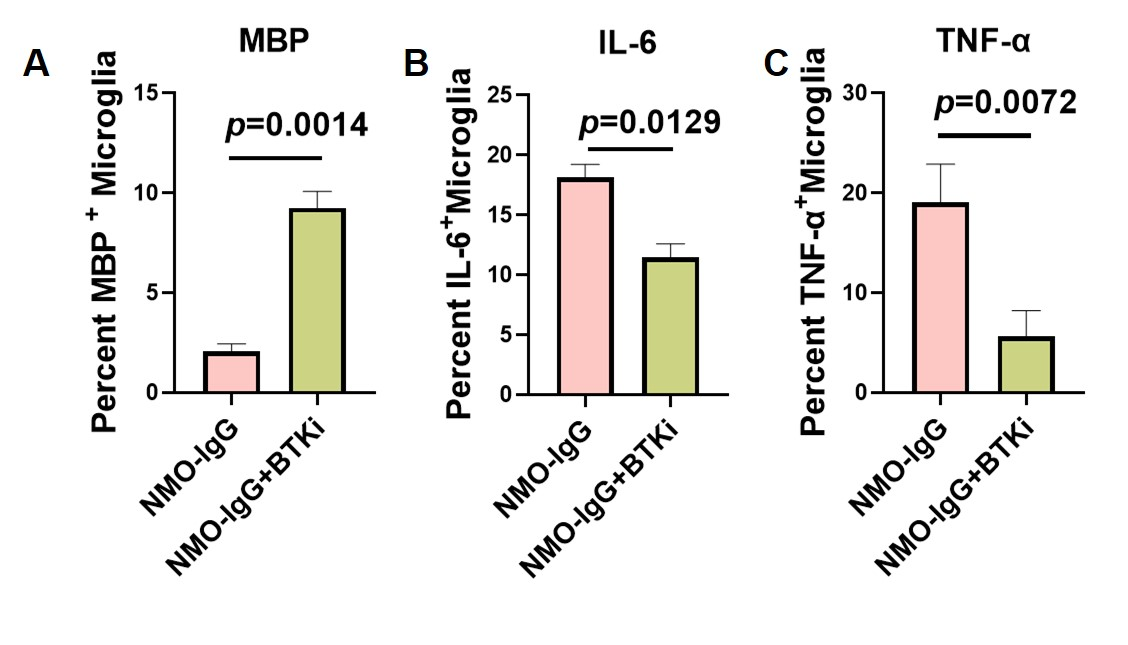 A
MBP
Percent MBP + Microglia
15
10
5
0
p=0.0014
NMO-IgG
NMO-IgG+BTKi
B
IL-6
Percent IL-6+Microglia
25
20
15
10
5
0
p=0.0129
NMO-IgG
NMO-IgG+BTKi
C
TNF-α
Percent TNF-α+Microglia
30
20
10
0
p=0.0072
NMO-IgG
NMO-IgG+BTKi